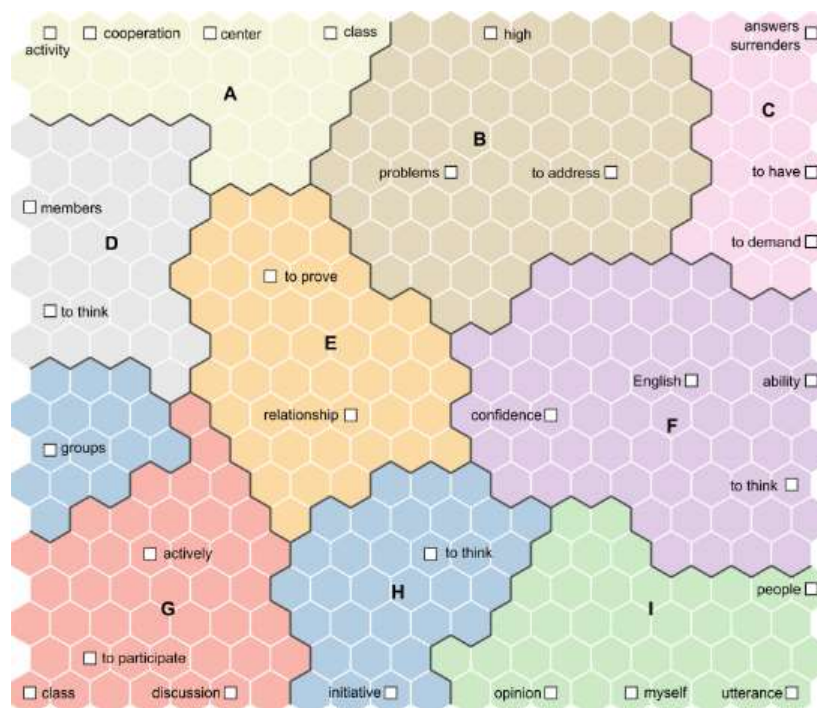 activity
cooperation
center
class
high
answers
surrenders
A
C
B
problems
to address
to have
members
D
to demand
to prove
to think
E
English
ability
relationship
confidence
F
groups
to think
actively
to think
people
H
G
I
to participate
class
discussion
initiative
opinion
myself
utterance